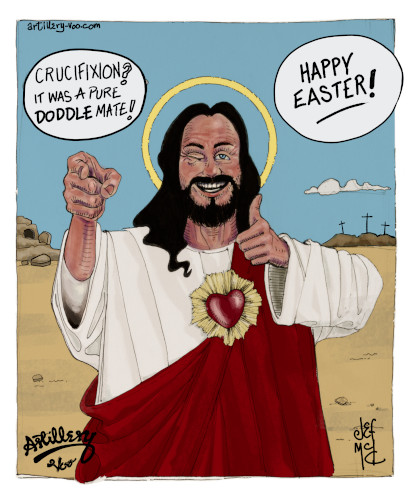 artillery-voo.com
CRUCIFIXION?
IT WAS A PURE
DODDLE MATE!!
HAPPY
EASTER!
Artillery
Voo
JEF
McC